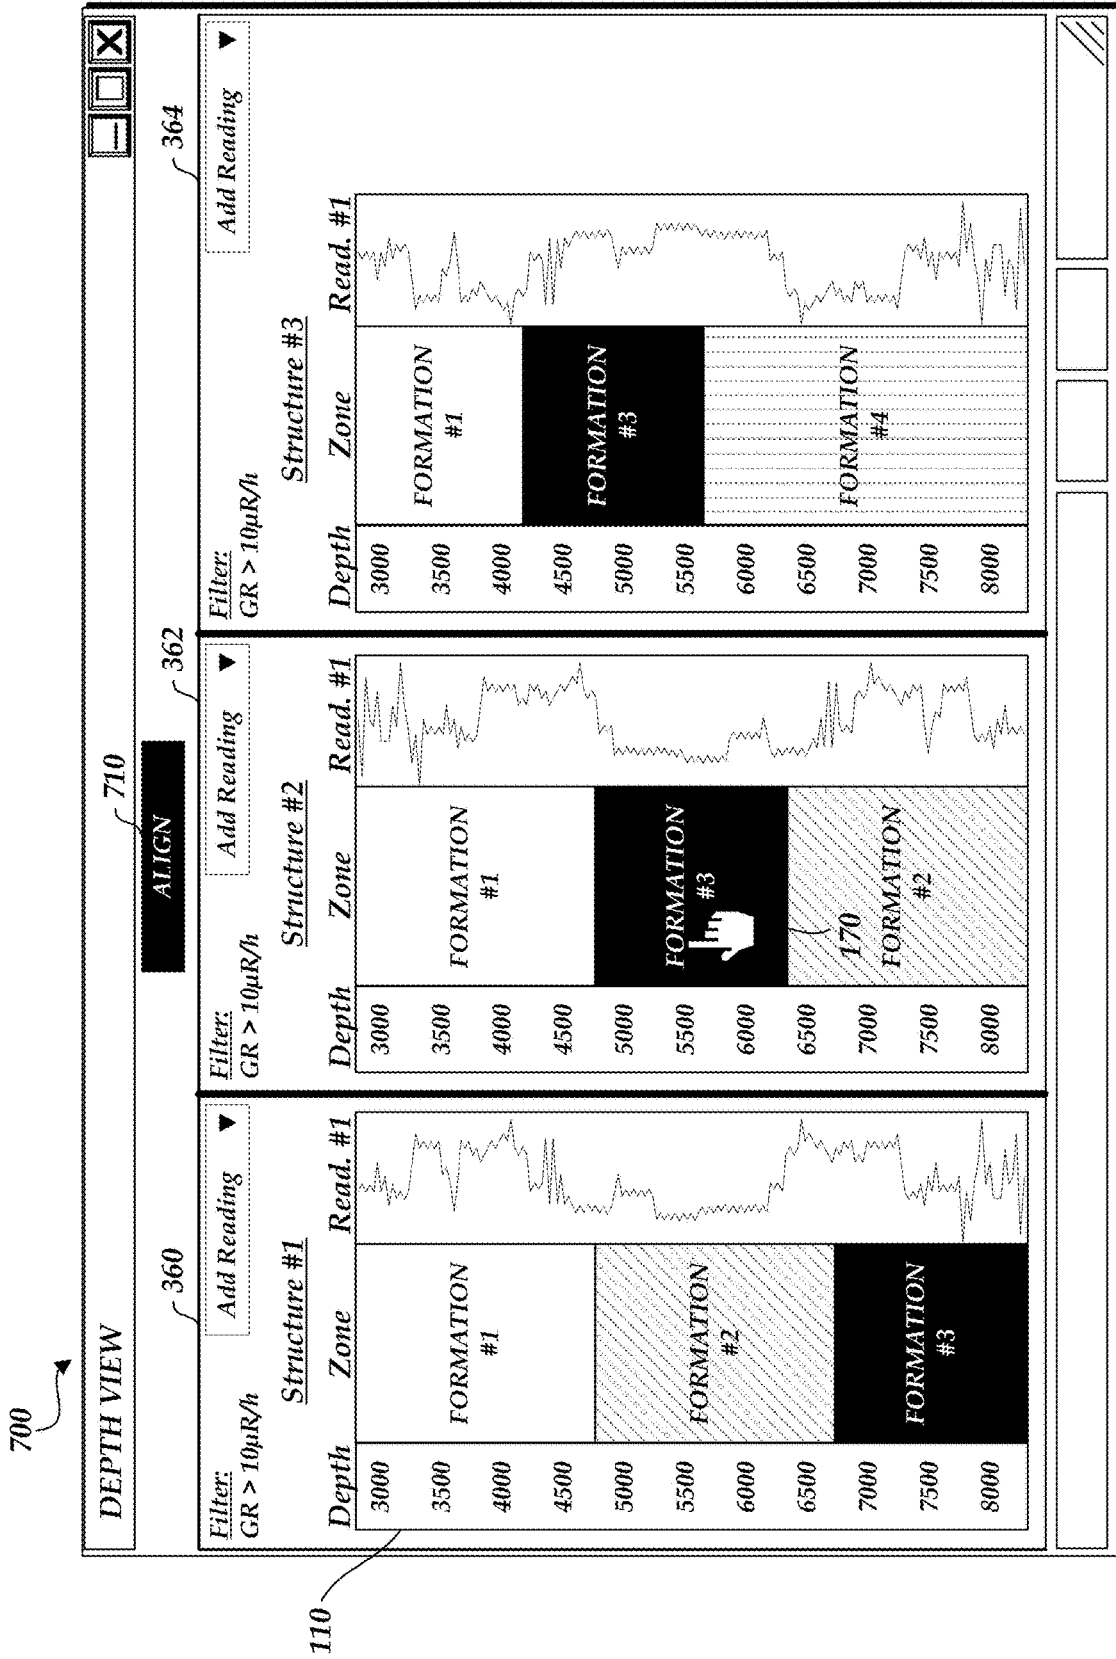 700
DEPTH VIEW
710
ALIGN
360
362
364
Filter:
GR > 10µR/h
Add Reading
Structure #1
Depth
Zone
Read. #1
3000
3500
4000
4500
5000
5500
6000
6500
7000
7500
8000
FORMATION
#1
FORMATION
#2
FORMATION
#3
110
Filter:
GR > 10µR/h
Add Reading
Structure #2
Depth
Zone
Read. #1
3000
3500
4000
4500
5000
5500
6000
6500
7000
7500
8000
FORMATION
#1
FORMATION
#3
170
FORMATION
#2
Filter:
GR > 10µR/h
Add Reading
Structure #3
Depth
Zone
Read. #1
3000
3500
4000
4500
5000
5500
6000
6500
7000
7500
8000
FORMATION
#1
FORMATION
#3
FORMATION
#4